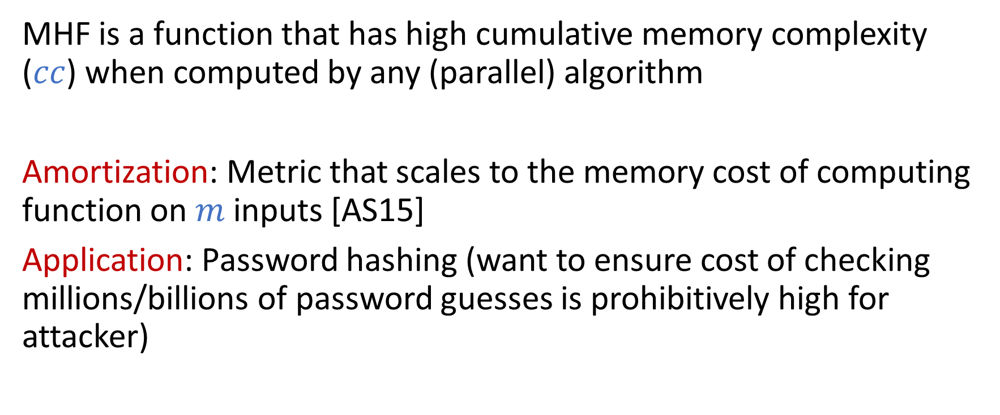 MHF is a function that has high cumulative memory complexity
(cc) when computed by any (parallel) algorithm
Amortization: Metric that scales to the memory cost of computing
function on m inputs [AS15]
Application: Password hashing (want to ensure cost of checking
millions/billions of password guesses is prohibitively high for
attacker)